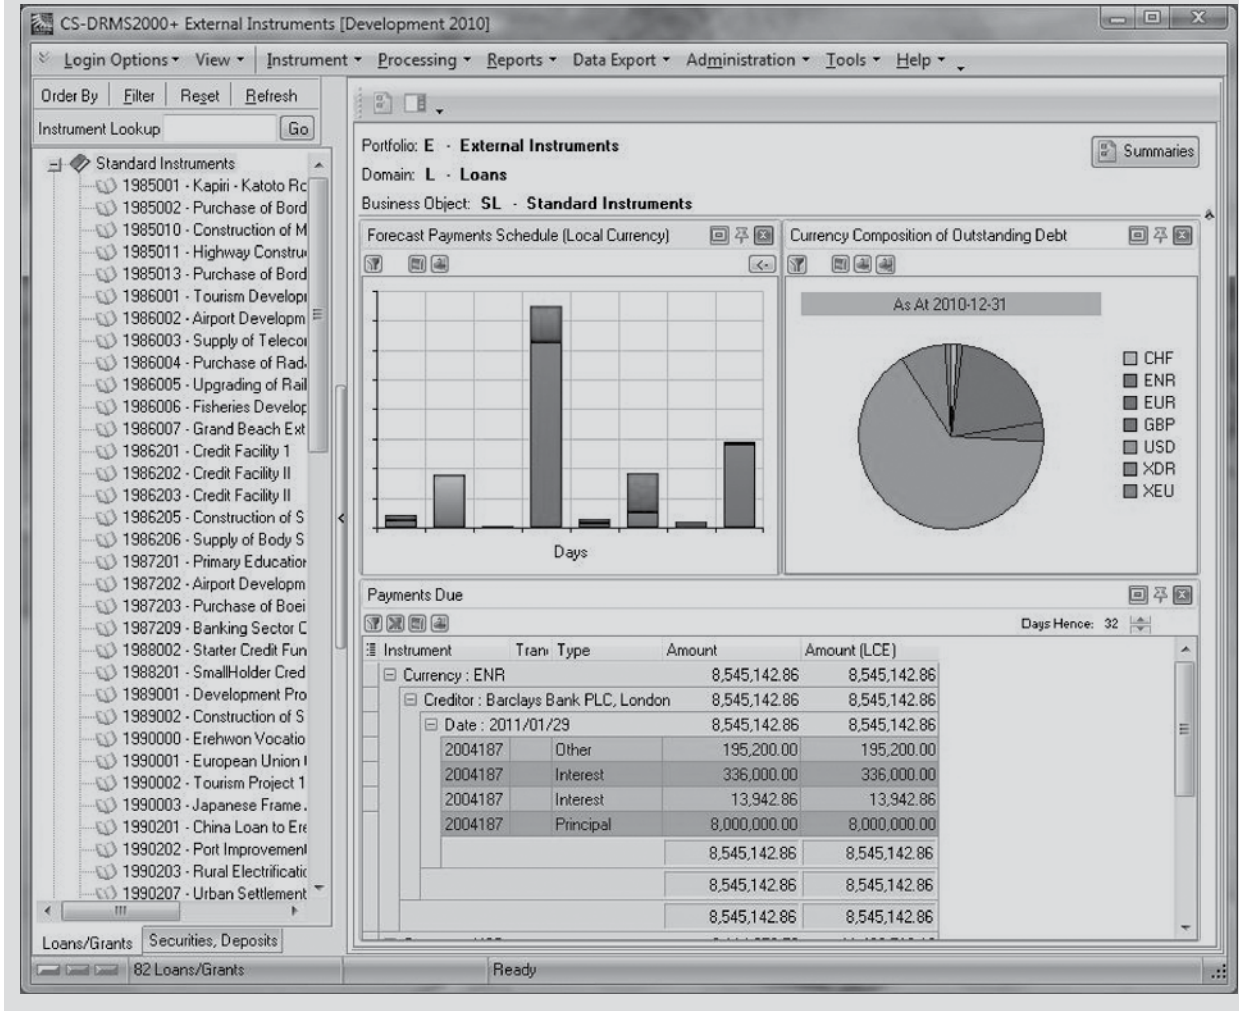 CS-DRMS2000+ External Instruments [Development 2010]
Login Options View Instrument Processing Reports Data Export Administration Tools Help
Order By Filter Reset Refresh
Instrument Lookup Go
Standard Instruments
1985001 - Kapiri - Katoto Rc
1985002 - Purchase of Bord
1985010 - Construction of M
1985011 - Highway Constru
1985013 - Purchase of Bord
1986001 - Tourism Develop
1986002 - Airport Developm
1986003 - Supply of Teleco
1986004 - Purchase of Rad
1986005 - Upgrading of Rail
1986006 - Fisheries Develop
1986007 - Grand Beach Ext
1986201 - Credit Facility 1
1986202 - Credit Facility II
1986203 - Credit Facility II
1986205 - Construction of S
1986206 - Supply of Body S
1987201 - Primary Education
1987202 - Airport Developm
1987203 - Purchase of Boei
1987209 - Banking Sector C
1988002 - Starter Credit Fun
1988201 - SmallHolder Cred
1989001 - Development Pro
1989002 - Construction of S
1990000 - Erehwon Vocatio
1990001 - European Union
1990002 - Tourism Project 1
1990003 - Japanese Frame
1990201 - China Loan to Ere
1990202 - Port Improvement
1990203 - Rural Electrificatic
1990207 - Urban Settlement
Loans/Grants Securities, Deposits
Portfolio: E - External Instruments
Summaries
Domain: L - Loans
Business Object: SL - Standard Instruments
Forecast Payments Schedule (Local Currency)
Days
Currency Composition of Outstanding Debt
As At 2010-12-31
CHF
ENR
EUR
GBP
USD
XDR
XEU
Payments Due
Days Hence: 32
Instrument Tran Type Amount Amount (LCE)
Currency : ENR 8,545,142.86 8,545,142.86
Creditor : Barclays Bank PLC, London 8,545,142.86 8,545,142.86
Date : 2011/01/29 8,545,142.86 8,545,142.86
2004187 Other 195,200.00 195,200.00
2004187 Interest 336,000.00 336,000.00
2004187 Interest 13,942.86 13,942.86
2004187 Principal 8,000,000.00 8,000,000.00
8,545,142.86 8,545,142.86
8,545,142.86 8,545,142.86
8,545,142.86 8,545,142.86
82 Loans/Grants Ready